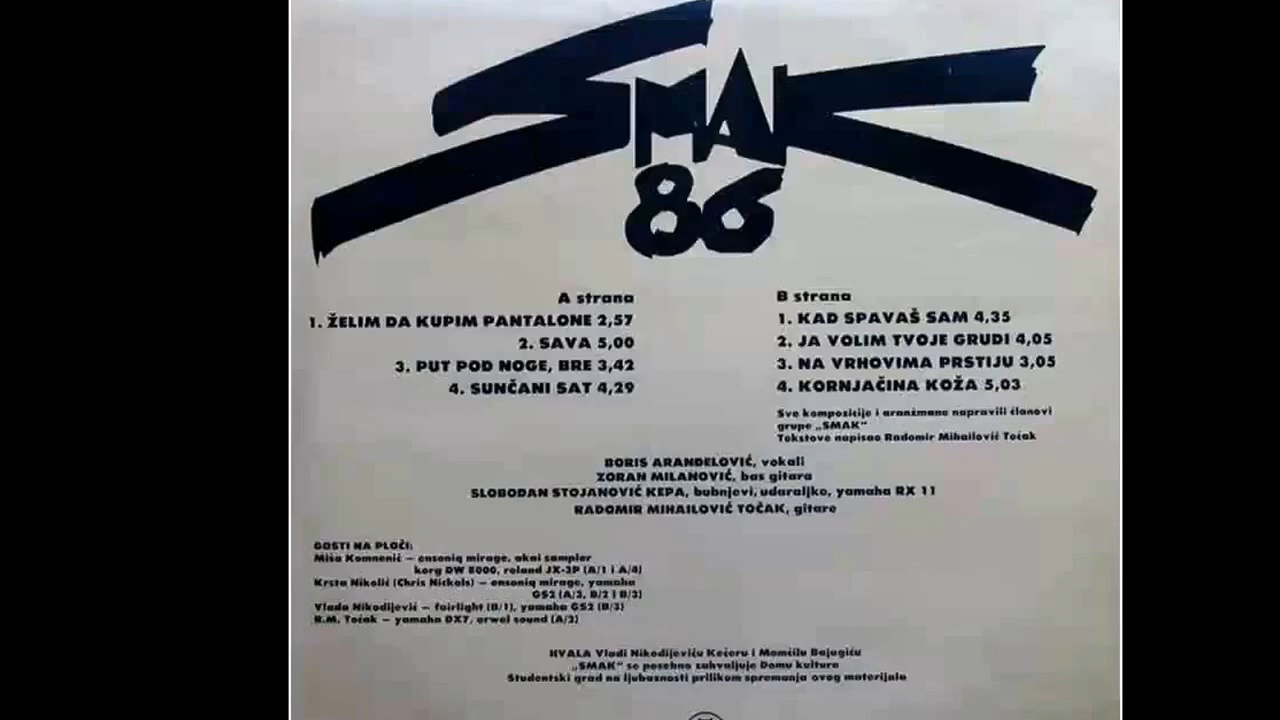 SMAK
86
A strana
1. ŽELIM DA KUPIM PANTALONE 2,57
2. SAVA 5,00
3. PUT POD NOGE, BRE 3,42
4. SUNČANI SAT 4,29
B strana
1. KAD SPAVAŠ SAM 4,35
2. JA VOLIM TVOJE GRUDI 4,05
3. NA VRHOVIMA PRSTIJU 3,05
4. KORNJAČINA KOŽA 5,03
Sve kompozicije i aranžmane napravili članovi
grupe „SMAK“
Tekstove napisao Radomir Mihailović Točak
BORIS ARANĐELOVIĆ, vokali
ZORAN MILANOVIĆ, bas gitara
SLOBODAN STOJANOVIĆ KEPA, bubnjevi, udaraljke, yamaha RX 11
RADOMIR MIHAILOVIĆ TOČAK, gitare
GOSTI NA PLOČI:
Miša Komnenić — ensoniq mirage, akai sampler
korg DW 8000, roland JX-3P (A/1 i A/4)
Krsta Nikolić (Chris Nickols) — ensoniq mirage, yamaha
GS2 (A/3, B/2 i B/3)
Vlada Nikodijević — fairlight (B/1), yamaha GS2 (B/3)
R.M. Točak — yamaha DX7, orwel sound (A/2)
HVALA Vladi Nikodijeviću Kečeru i Momčilu Bajagiću
„SMAK“ se posebno zahvaljuje Domu kulture
Studentski grad na ljubaznosti prilikom spremanja ovog materijala